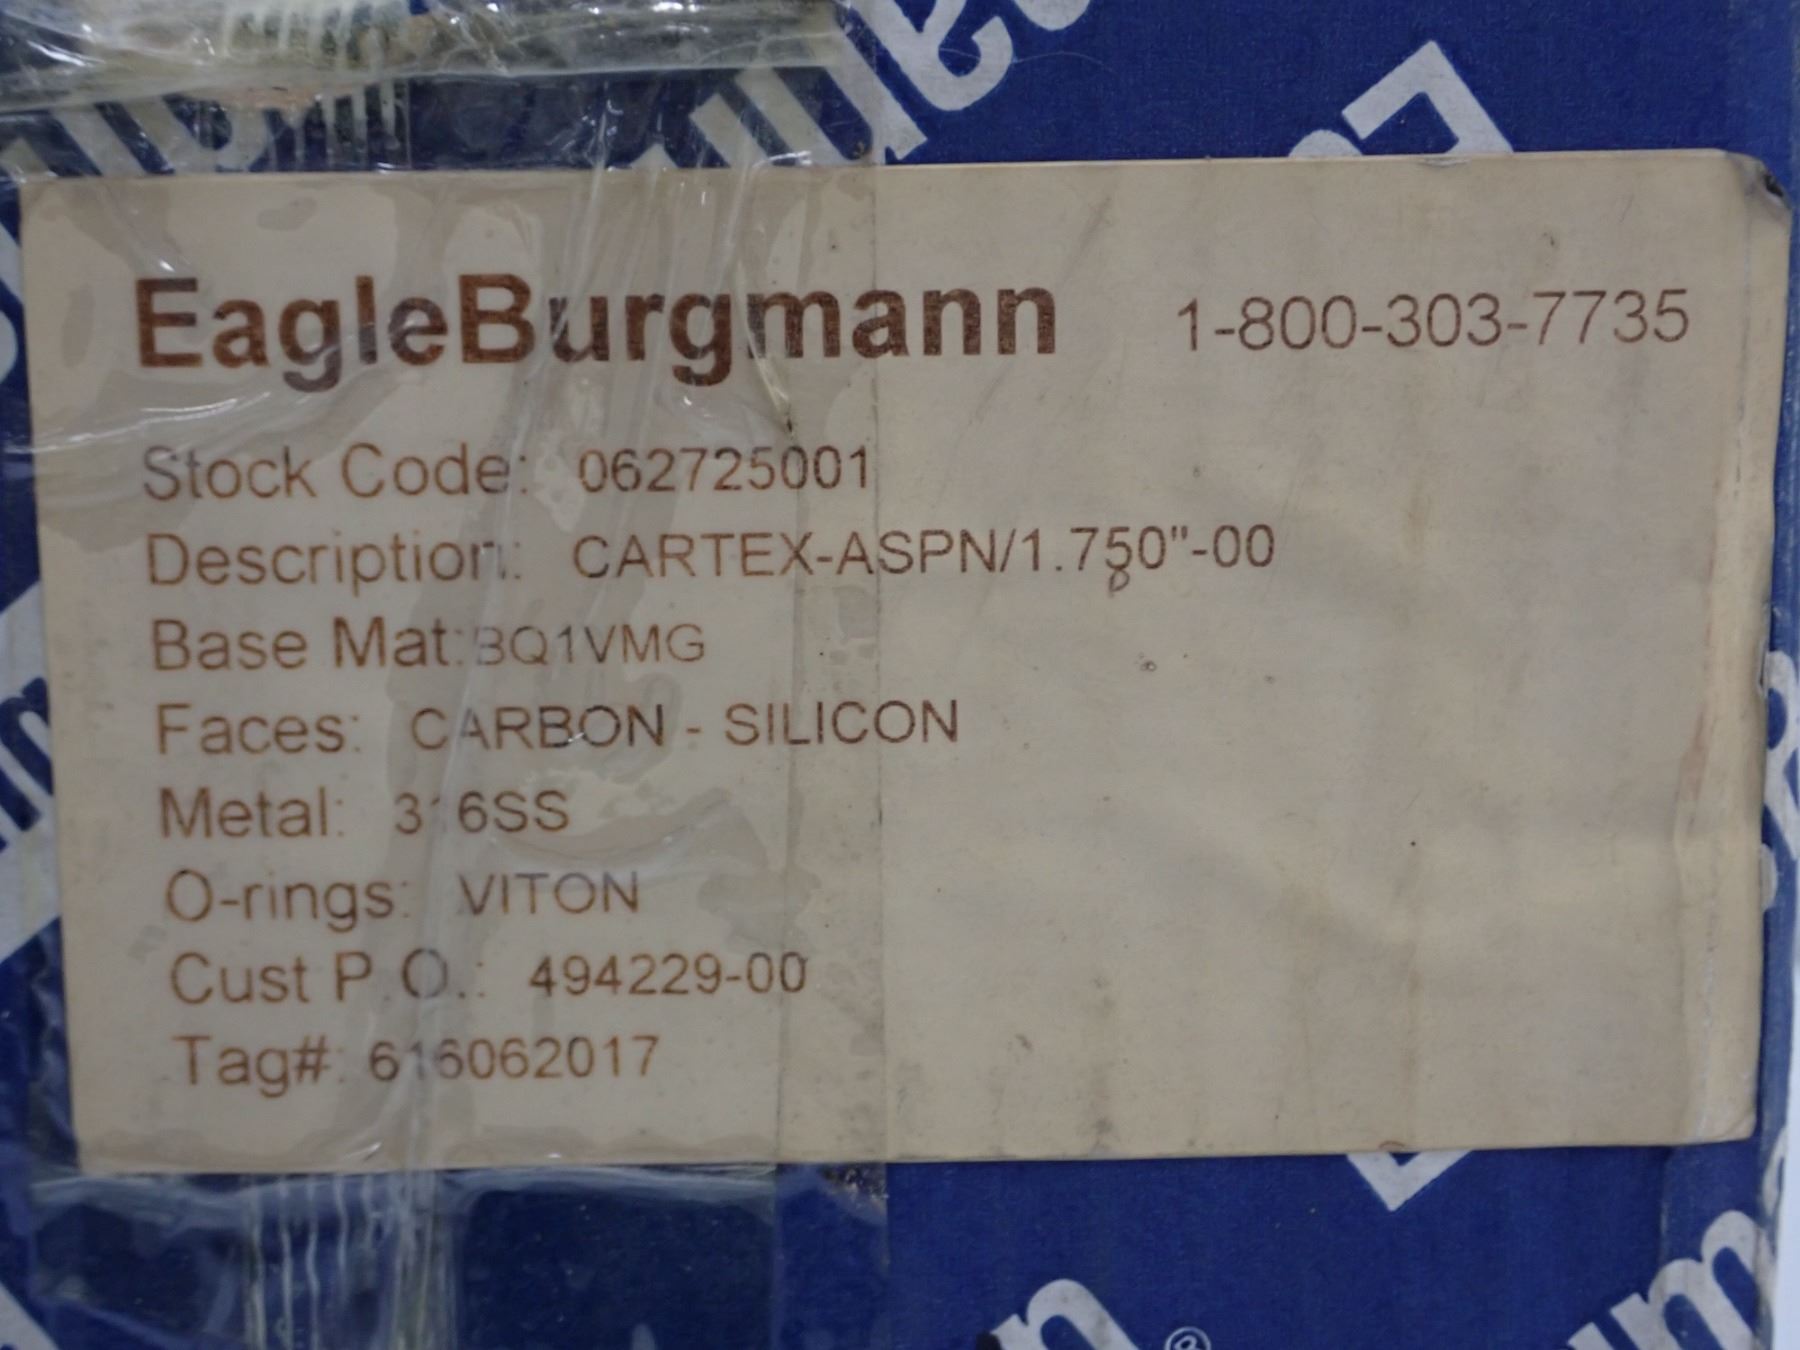 EagleBurgmann 1-800-303-7735
Stock Code: 062725001
Description: CARTEX-ASPN/1.750"-00
Base Mat: BQ1VMG
Faces: CARBON - SILICON
Metal: 316SS
O-rings: VITON
Cust P.O.: 494229-00
Tag#: 616062017